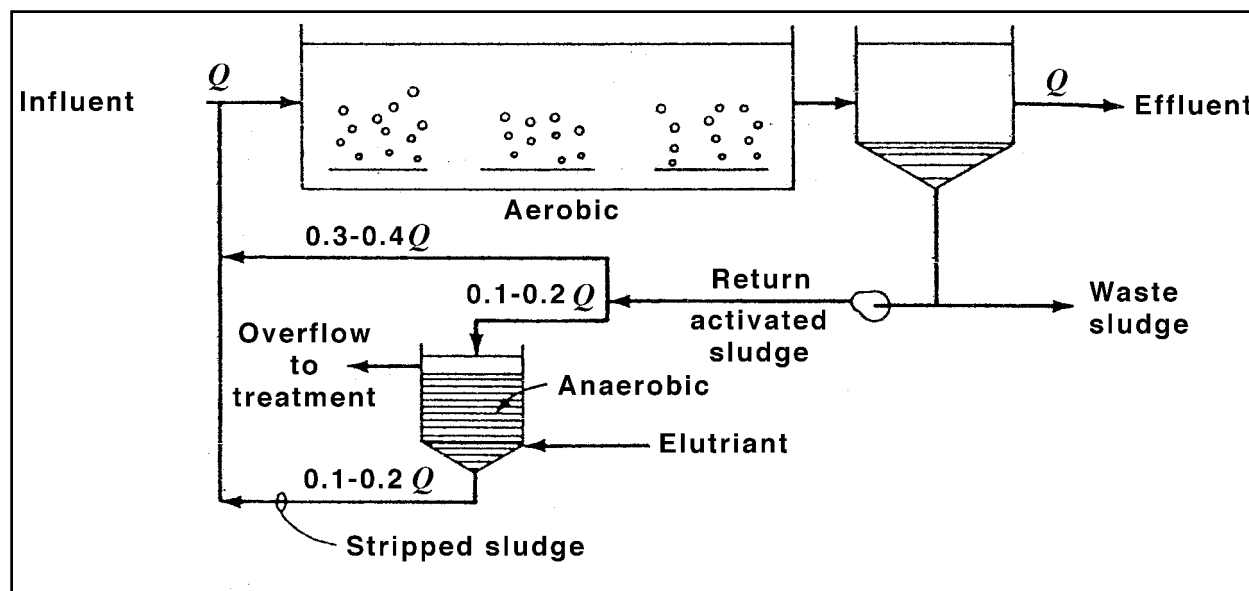 Q
Influent
Q
Effluent
Aerobic
0.3-0.4Q
0.1-0.2 Q
Return
activated
sludge
Waste
sludge
Overflow
to
treatment
Anaerobic
Elutriant
0.1-0.2 Q
Stripped sludge